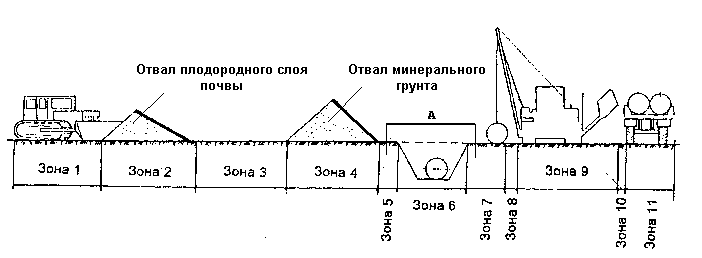 Отвал плодородного слоя
почвы
Отвал минерального
грунта
А
Зона 1
Зона 2
Зона 3
Зона 4
Зона 5
Зона 6
Зона 7
Зона 8
Зона 9
Зона 10
Зона 11